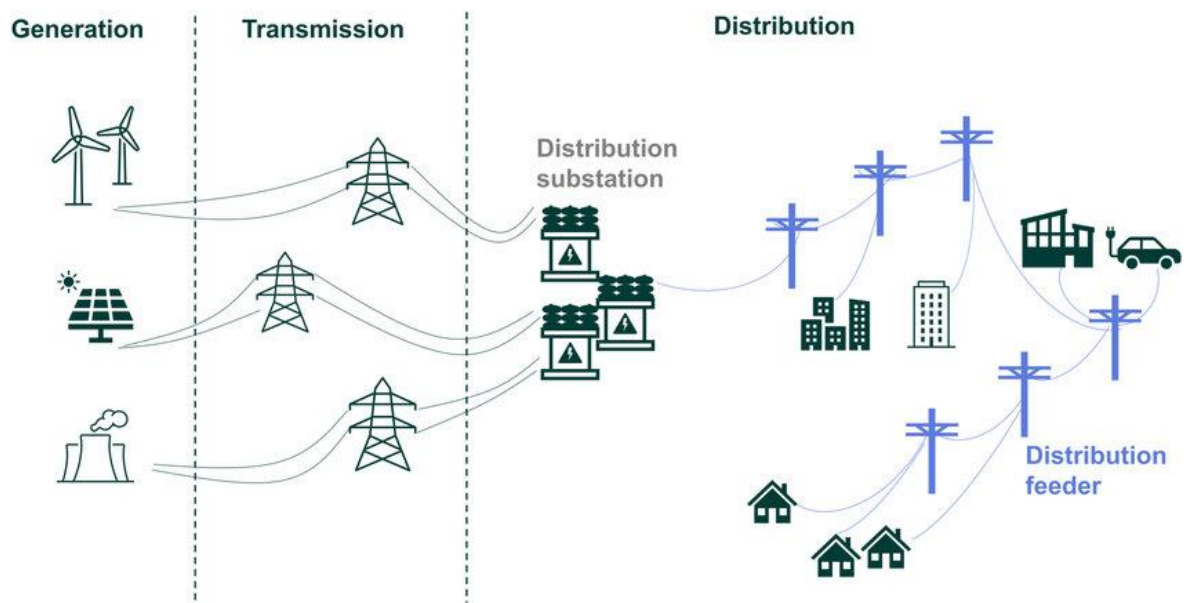 Generation
Transmission
Distribution
Distribution
substation
Distribution
feeder